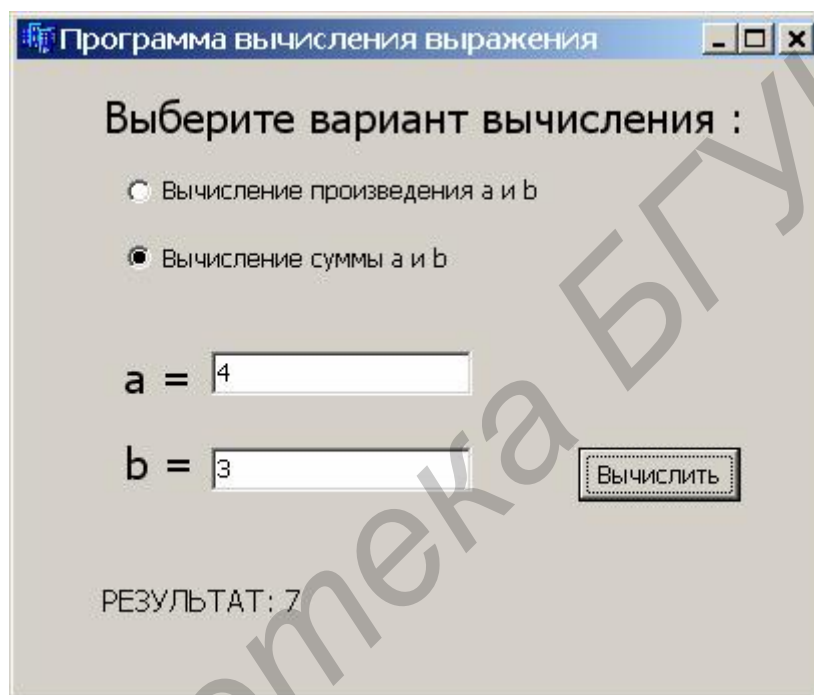 Программа вычисления выражения
Выберите вариант вычисления :
Вычисление произведения a и b
Вычисление суммы a и b
a = 4
b = 3
Вычислить
РЕЗУЛЬТАТ: 7